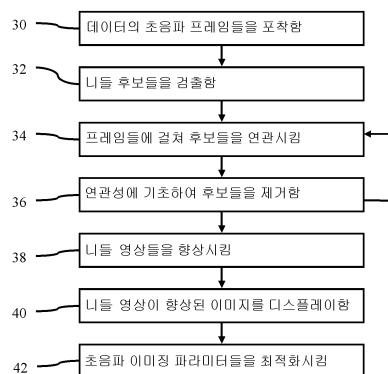 30 데이터의 초음파 프레임들을 포착함
32 니들 후보들을 검출함
34 프레임들에 걸쳐 후보들을 연관시킴
36 연관성에 기초하여 후보들을 제거함
38 니들 영상들을 향상시킴
40 니들 영상이 향상된 이미지를 디스플레이함
42 초음파 이미징 파라미터들을 최적화시킴